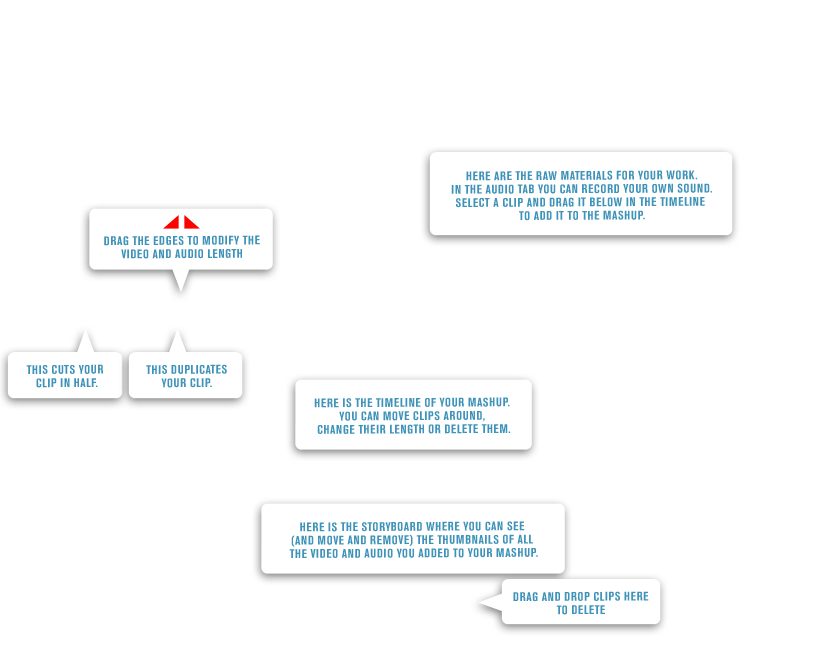 HERE ARE THE RAW MATERIALS FOR YOUR WORK.
IN THE AUDIO TAB YOU CAN RECORD YOUR OWN SOUND.
SELECT A CLIP AND DRAG IT BELOW IN THE TIMELINE
TO ADD IT TO THE MASHUP.
DRAG THE EDGES TO MODIFY THE
VIDEO AND AUDIO LENGTH
THIS CUTS YOUR
CLIP IN HALF.
THIS DUPLICATES
YOUR CLIP.
HERE IS THE TIMELINE OF YOUR MASHUP.
YOU CAN MOVE CLIPS AROUND,
CHANGE THEIR LENGTH OR DELETE THEM.
HERE IS THE STORYBOARD WHERE YOU CAN SEE
(AND MOVE AND REMOVE) THE THUMBNAILS OF ALL
THE VIDEO AND AUDIO YOU ADDED TO YOUR MASHUP.
DRAG AND DROP CLIPS HERE
TO DELETE